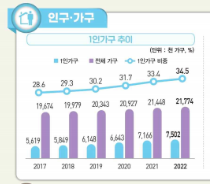 인구·가구
1인가구 추이
(단위 : 천 가구, %)
1인가구 전체 가구 1인가구 비중
28.6 29.3 30.2 31.7 33.4 34.5
19,674 19,979 20,343 20,927 21,448 21,774
5,619 5,849 6,148 6,643 7,166 7,502
2017 2018 2019 2020 2021 2022